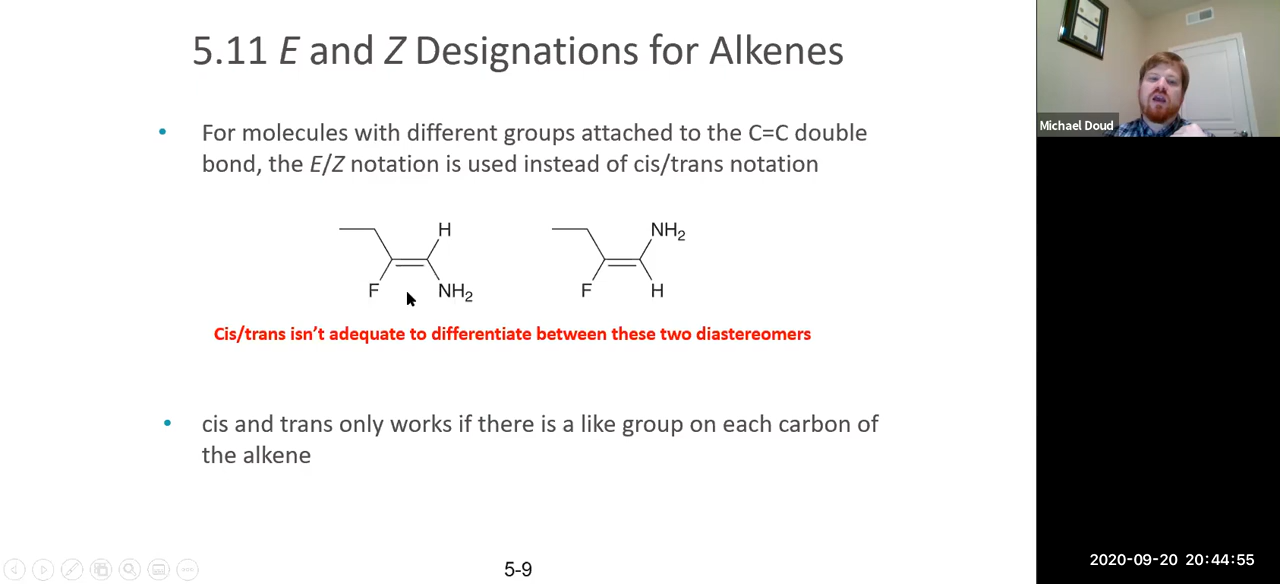 5.11 E and Z Designations for Alkenes
• For molecules with different groups attached to the C=C double
bond, the E/Z notation is used instead of cis/trans notation
H
F
NH₂
NH₂
F
H
Cis/trans isn’t adequate to differentiate between these two diastereomers
• cis and trans only works if there is a like group on each carbon of
the alkene
5-9
Michael Doud
2020-09-20 20:44:55